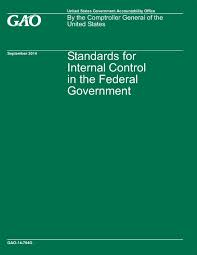 GAO
United States Government Accountability Office
By the Comptroller General of the
United States
September 2014
Standards for
Internal Control
in the Federal
Government
GAO-14-704G